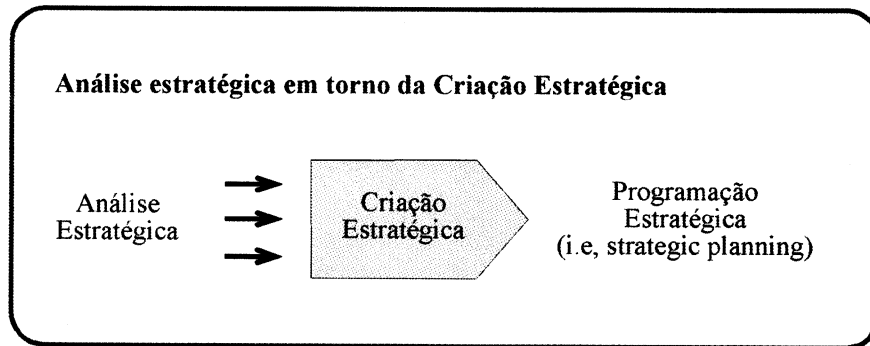 Análise estratégica em torno da Criação Estratégica
Análise
Estratégica
Criação
Estratégica
Programação
Estratégica
(i.e, strategic planning)